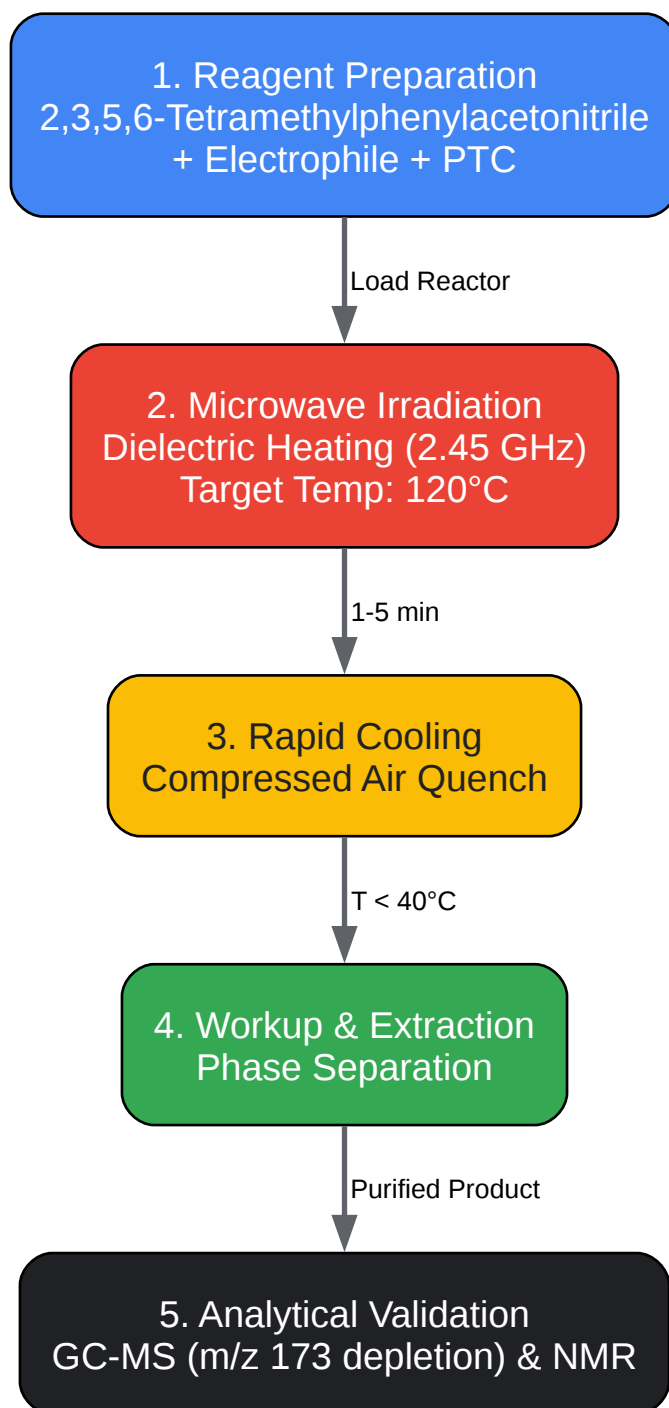 1. Reagent Preparation
2,3,5,6-Tetramethylphenylacetonitrile
+ Electrophile + PTC
Load Reactor
2. Microwave Irradiation
Dielectric Heating (2.45 GHz)
Target Temp: 120°C
1-5 min
3. Rapid Cooling
Compressed Air Quench
T < 40°C
4. Workup & Extraction
Phase Separation
Purified Product
5. Analytical Validation
GC-MS (m/z 173 depletion) & NMR